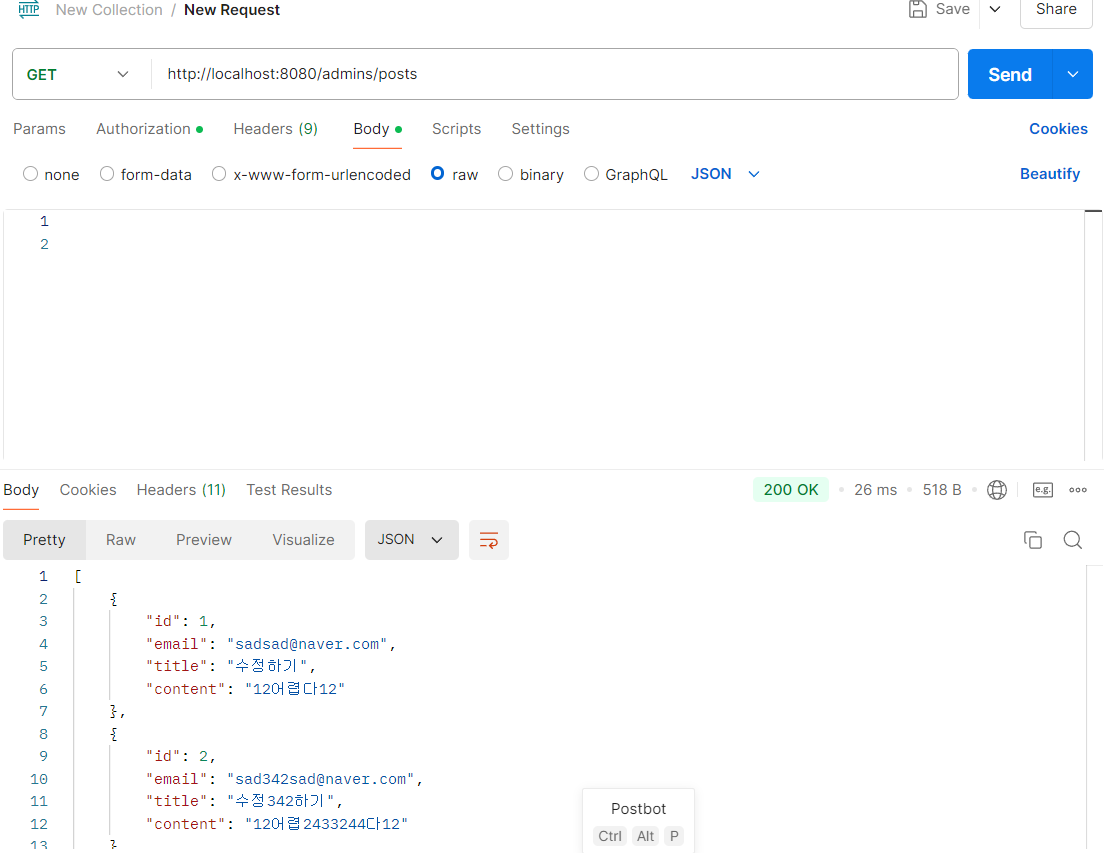 HTTP New Collection / New Request Save Share
GET http://localhost:8080/admins/posts Send
Params Authorization Headers (9) Body Scripts Settings Cookies
none form-data x-www-form-urlencoded raw binary GraphQL JSON Beautify
1
2
Body Cookies Headers (11) Test Results 200 OK 26 ms 518 B e.g.
Pretty Raw Preview Visualize JSON
1 [
2 {
3 "id": 1,
4 "email": "sadsad@naver.com",
5 "title": "수정하기",
6 "content": "12어렵다12"
7 },
8 {
9 "id": 2,
10 "email": "sad342sad@naver.com",
11 "title": "수정342하기",
12 "content": "12어렵2433244다12"
13 }
Postbot
Ctrl Alt P